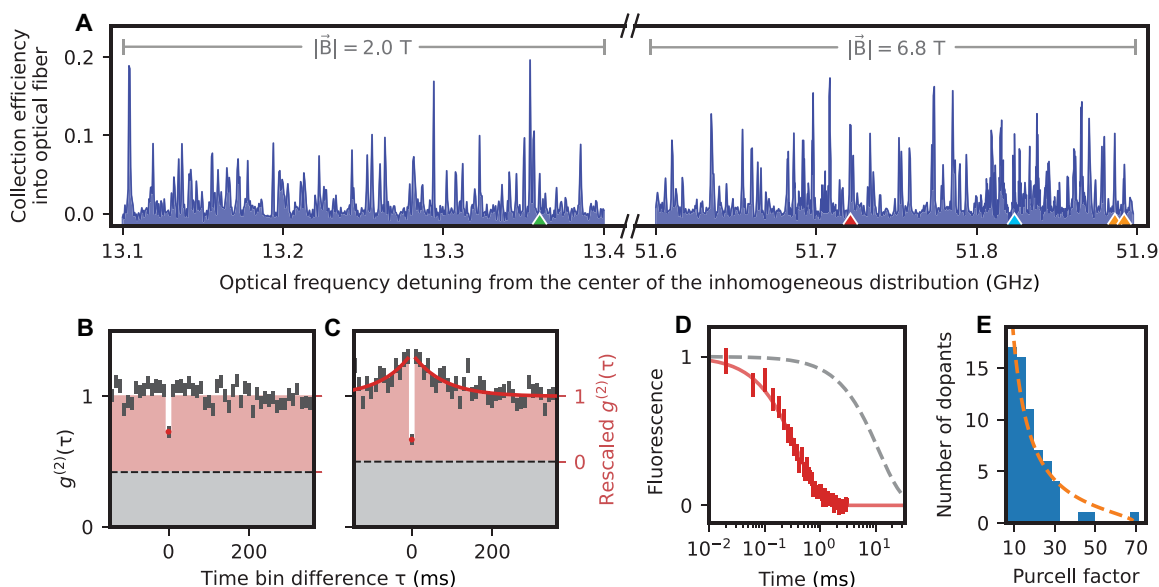 A
Collection efficiency
into optical fiber
0.2
0.1
0.0
|B⃗| = 2.0 T
|B⃗| = 6.8 T
13.1 13.2 13.3 13.4 51.6 51.7 51.8 51.9
Optical frequency detuning from the center of the inhomogeneous distribution (GHz)
B
g⁽²⁾(τ)
1
0
0 200
C
1
0
Rescaled g⁽²⁾(τ)
0 200
Time bin difference τ (ms)
D
Fluorescence
1
0
10⁻² 10⁻¹ 10⁰ 10¹
Time (ms)
E
Number of dopants
15
10
5
0
10 30 50 70
Purcell factor